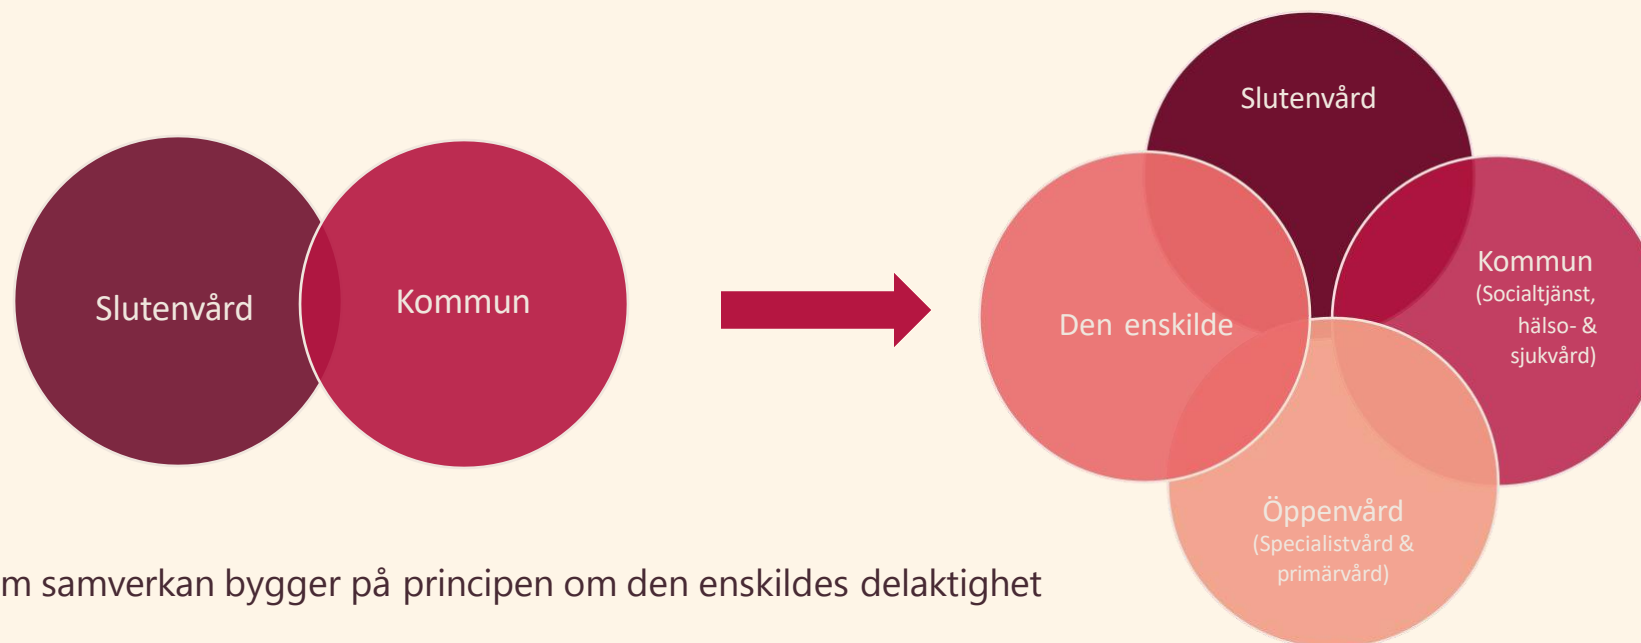 Slutenvård
Kommun
Slutenvård
Kommun
(Socialtjänst,
hälso- &
sjukvård)
Den enskilde
Öppenvård
(Specialistvård &
primärvård)
samverkan bygger på principen om den enskildes delaktighet